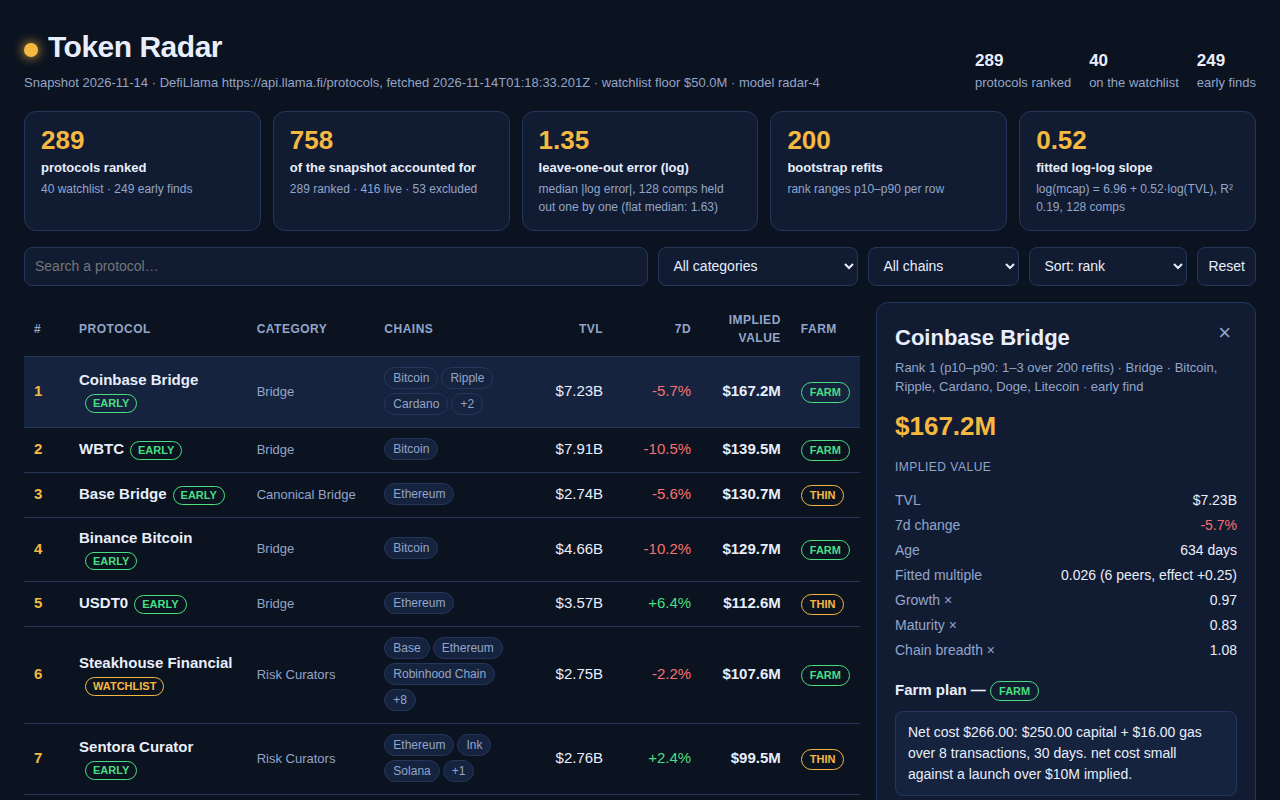 Token Radar
Snapshot 2026-11-14 · DefiLlama https://api.llama.fi/protocols, fetched 2026-11-14T01:18:33.201Z · watchlist floor $50.0M · model radar-4
289 40 249
protocols ranked on the watchlist early finds
289
protocols ranked
40 watchlist · 249 early finds
758
of the snapshot accounted for
289 ranked · 416 live · 53 excluded
1.35
leave-one-out error (log)
median |log error|, 128 comps held
out one by one (flat median: 1.63)
200
bootstrap refits
rank ranges p10–p90 per row
0.52
fitted log-log slope
log(mcap) = 6.96 + 0.52·log(TVL), R²
0.19, 128 comps
Search a protocol… All categories All chains Sort: rank Reset
# PROTOCOL CATEGORY CHAINS TVL 7D IMPLIED VALUE FARM
1 Coinbase Bridge EARLY Bridge Bitcoin Ripple Cardano +2 $7.23B -5.7% $167.2M FARM
2 WBTC EARLY Bridge Bitcoin $7.91B -10.5% $139.5M FARM
3 Base Bridge EARLY Canonical Bridge Ethereum $2.74B -5.6% $130.7M THIN
4 Binance Bitcoin EARLY Bridge Bitcoin $4.66B -10.2% $129.7M FARM
5 USDT0 EARLY Bridge Ethereum $3.57B +6.4% $112.6M THIN
6 Steakhouse Financial WATCHLIST Risk Curators Base Ethereum Robinhood Chain +8 $2.75B -2.2% $107.6M FARM
7 Sentora Curator EARLY Risk Curators Ethereum Ink Solana +1 $2.76B +2.4% $99.5M THIN
Coinbase Bridge ×
Rank 1 (p10–p90: 1–3 over 200 refits) · Bridge · Bitcoin,
Ripple, Cardano, Doge, Litecoin · early find
$167.2M
IMPLIED VALUE
TVL $7.23B
7d change -5.7%
Age 634 days
Fitted multiple 0.026 (6 peers, effect +0.25)
Growth × 0.97
Maturity × 0.83
Chain breadth × 1.08
Farm plan — FARM
Net cost $266.00: $250.00 capital + $16.00 gas
over 8 transactions, 30 days. net cost small
against a launch over $10M implied.